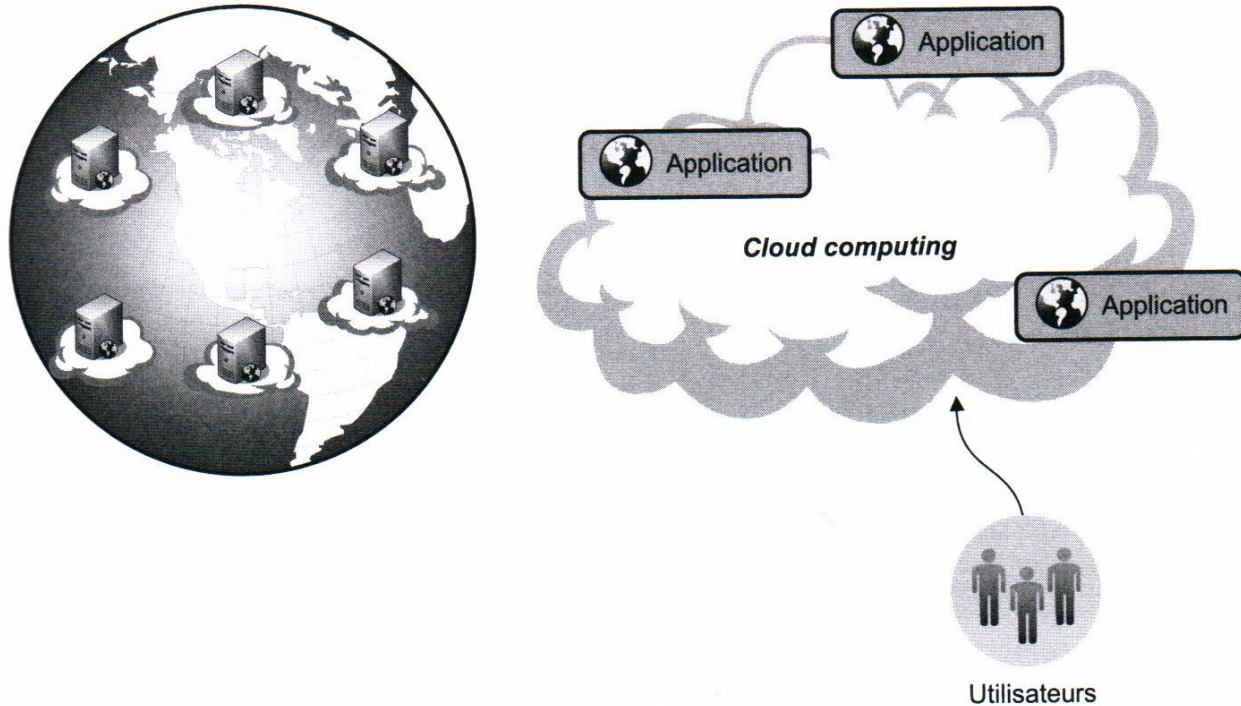 Application
Application
Cloud computing
Application
Utilisateurs